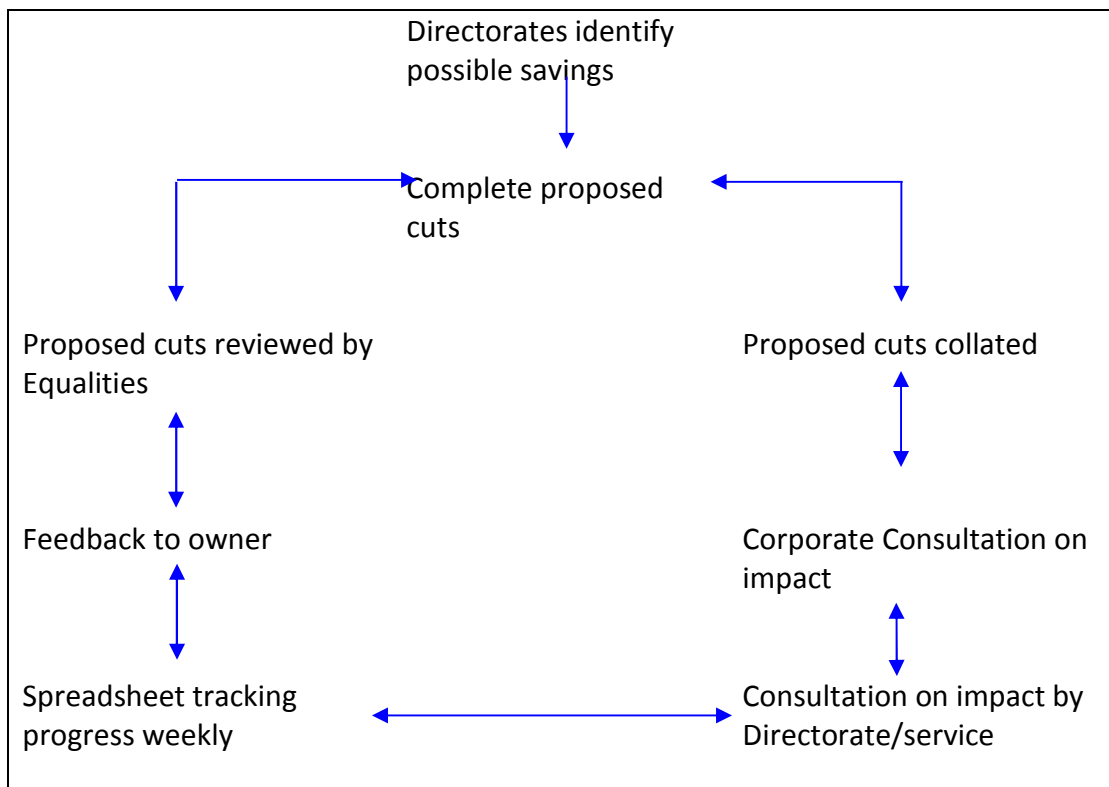 Directorates identify
possible savings
Complete proposed
cuts
Proposed cuts reviewed by
Equalities
Proposed cuts collated
Feedback to owner
Corporate Consultation on
impact
Spreadsheet tracking
progress weekly
Consultation on impact by
Directorate/service